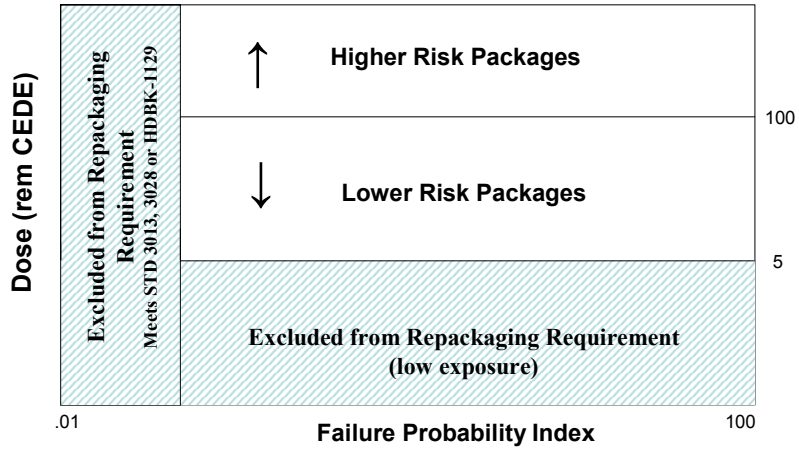 Dose (rem CEDE)
Excluded from Repackaging
Requirement
Meets STD 3013, 3028 or HDBK-1129
↑ Higher Risk Packages
100
↓ Lower Risk Packages
5
Excluded from Repackaging Requirement
(low exposure)
.01
100
Failure Probability Index